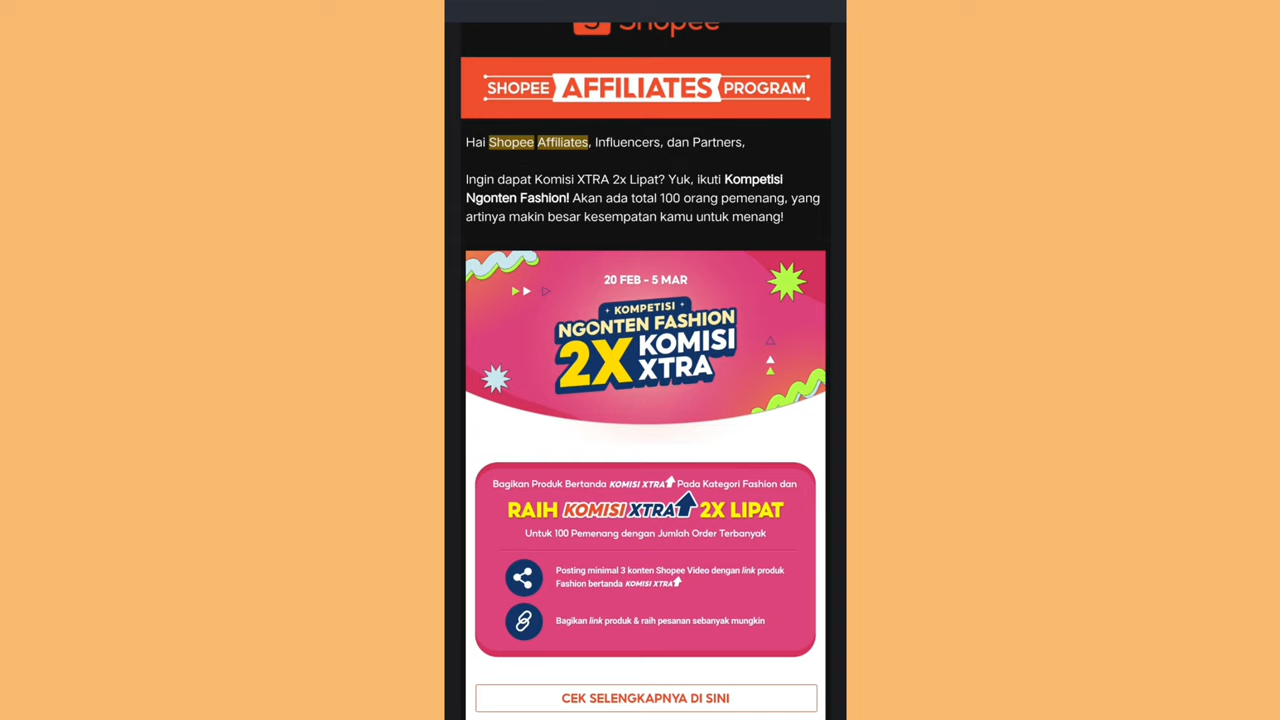 Shopee
SHOPEE AFFILIATES PROGRAM
Hai Shopee Affiliates, Influencers, dan Partners,
Ingin dapat Komisi XTRA 2x Lipat? Yuk, ikuti Kompetisi
Ngonten Fashion! Akan ada total 100 orang pemenang, yang
artinya makin besar kesempatan kamu untuk menang!
20 FEB - 5 MAR
KOMPETISI
NGONTEN FASHION
2X KOMISI
XTRA
Bagikan Produk Bertanda KOMISI XTRA Pada Kategori Fashion dan
RAIH KOMISI XTRA 2X LIPAT
Untuk 100 Pemenang dengan Jumlah Order Terbanyak
Posting minimal 3 konten Shopee Video dengan link produk
Fashion bertanda KOMISI XTRA
Bagikan link produk & raih pesanan sebanyak mungkin
CEK SELENGKAPNYA DI SINI